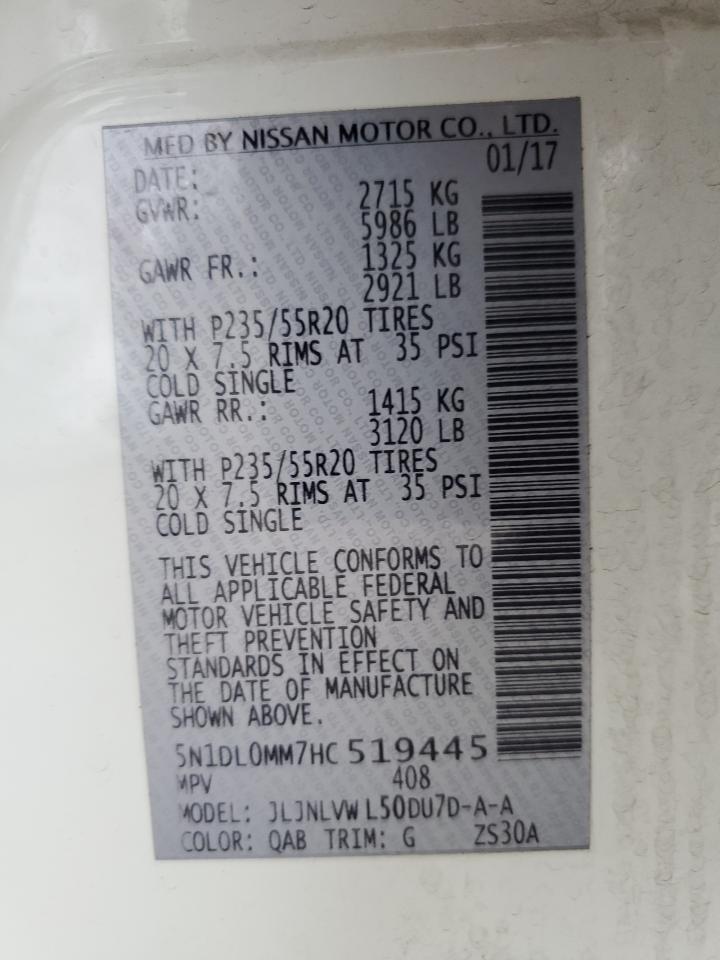 MFD BY NISSAN MOTOR CO., LTD.
DATE: 01/17
GVWR: 2715 KG
5986 LB
GAWR FR.: 1325 KG
2921 LB
WITH P235/55R20 TIRES
20 X 7.5 RIMS AT 35 PSI
COLD SINGLE
GAWR RR.: 1415 KG
3120 LB
WITH P235/55R20 TIRES
20 X 7.5 RIMS AT 35 PSI
COLD SINGLE
THIS VEHICLE CONFORMS TO
ALL APPLICABLE FEDERAL
MOTOR VEHICLE SAFETY AND
THEFT PREVENTION
STANDARDS IN EFFECT ON
THE DATE OF MANUFACTURE
SHOWN ABOVE.
5N1DL0MM7HC 519445
MPV 408
MODEL: JLJNLVW L50DU7D-A-A
COLOR: QAB TRIM: G ZS30A